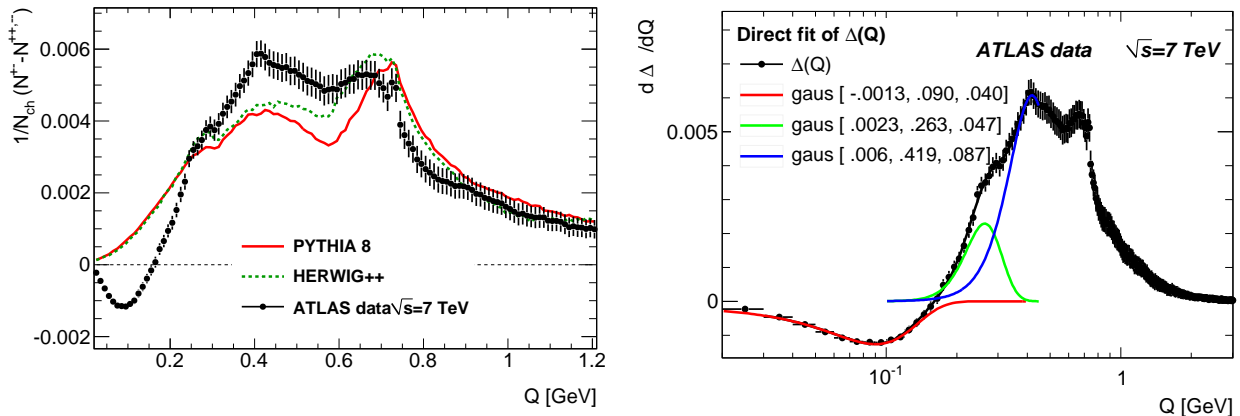 1/N_ch (N^+- -N^++,--)
0.006
0.004
0.002
0
-0.002
0.2
0.4
0.6
0.8
1
1.2
Q [GeV]
PYTHIA 8
HERWIG++
ATLAS data√s=7 TeV
d Δ /dQ
0.005
0
10^-1
1
Q [GeV]
Direct fit of Δ(Q)
ATLAS data √s=7 TeV
Δ(Q)
gaus [ -.0013, .090, .040]
gaus [ .0023, .263, .047]
gaus [ .006, .419, .087]